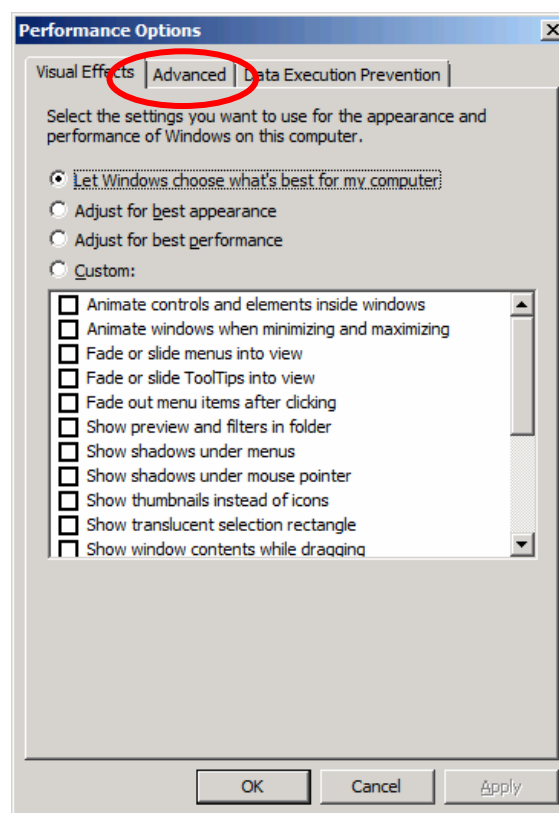 Performance Options
Visual Effects
Advanced
Data Execution Prevention
Select the settings you want to use for the appearance and
performance of Windows on this computer.
Let Windows choose what's best for my computer
Adjust for best appearance
Adjust for best performance
Custom:
Animate controls and elements inside windows
Animate windows when minimizing and maximizing
Fade or slide menus into view
Fade or slide ToolTips into view
Fade out menu items after clicking
Show preview and filters in folder
Show shadows under menus
Show shadows under mouse pointer
Show thumbnails instead of icons
Show translucent selection rectangle
Show window contents while dragging
OK
Cancel
Apply